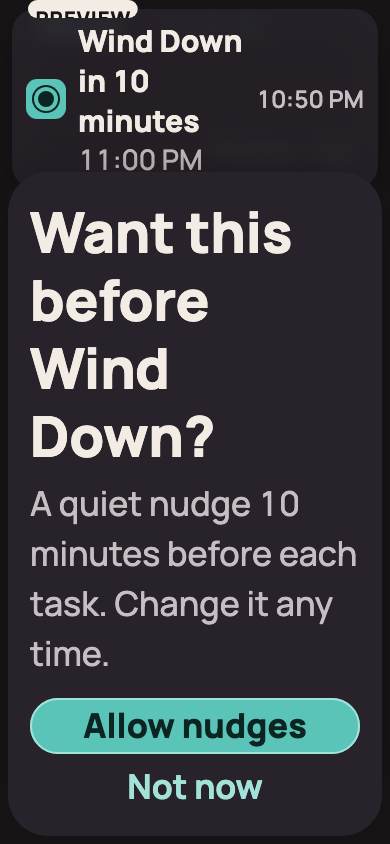 PREVIEW
Wind Down
in 10
minutes
10:50 PM
11:00 PM
Want this
before
Wind
Down?
A quiet nudge 10
minutes before each
task. Change it any
time.
Allow nudges
Not now